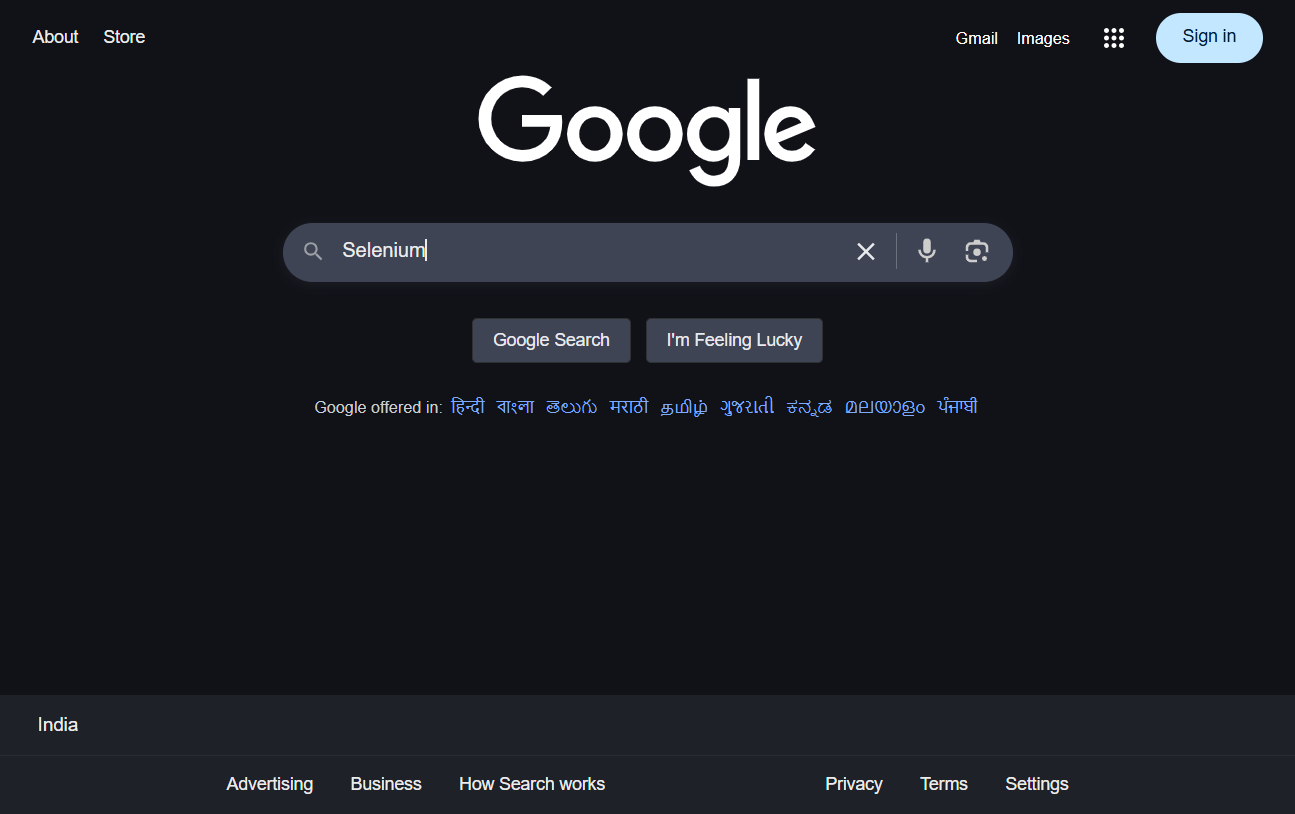 About Store Gmail Images Sign in
Google
Selenium
Google Search I'm Feeling Lucky
Google offered in: हिन्दी বাংলা తెలుగు मराठी தமிழ் ગુજરાતી ಕನ್ನಡ മലയാളം ਪੰਜਾਬੀ
India
Advertising Business How Search works Privacy Terms Settings